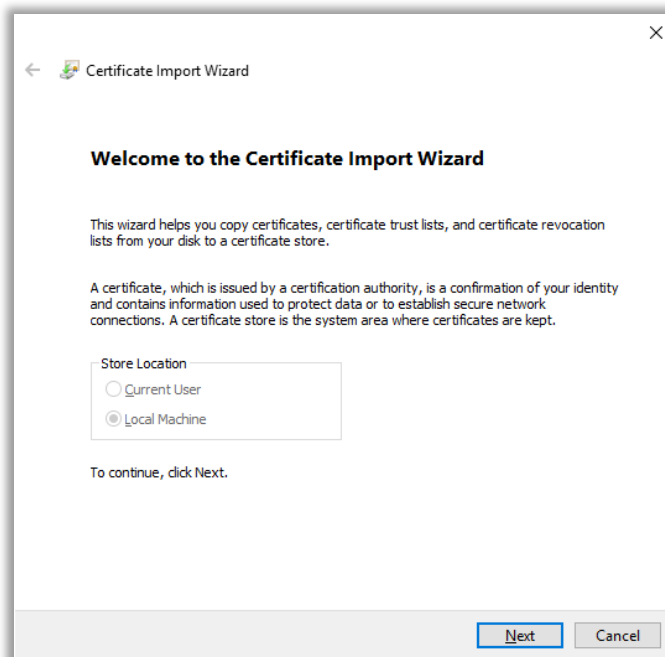 Certificate Import Wizard
Welcome to the Certificate Import Wizard
This wizard helps you copy certificates, certificate trust lists, and certificate revocation
lists from your disk to a certificate store.
A certificate, which is issued by a certification authority, is a confirmation of your identity
and contains information used to protect data or to establish secure network
connections. A certificate store is the system area where certificates are kept.
Store Location
Current User
Local Machine
To continue, click Next.
Next Cancel